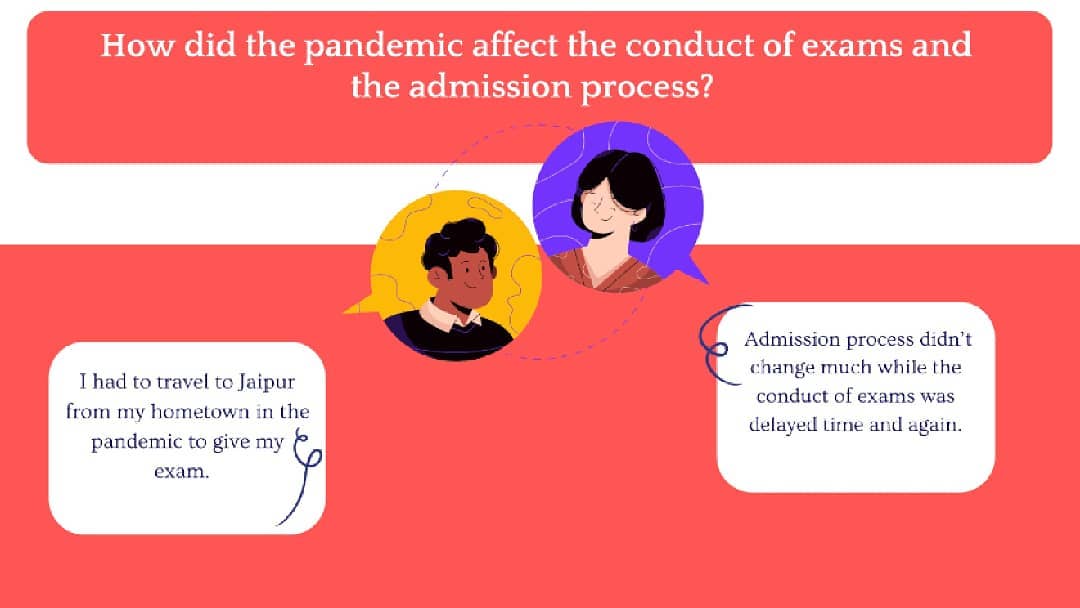 How did the pandemic affect the conduct of exams and
the admission process?
I had to travel to Jaipur
from my hometown in the
pandemic to give my
exam.
Admission process didn't
change much while the
conduct of exams was
delayed time and again.